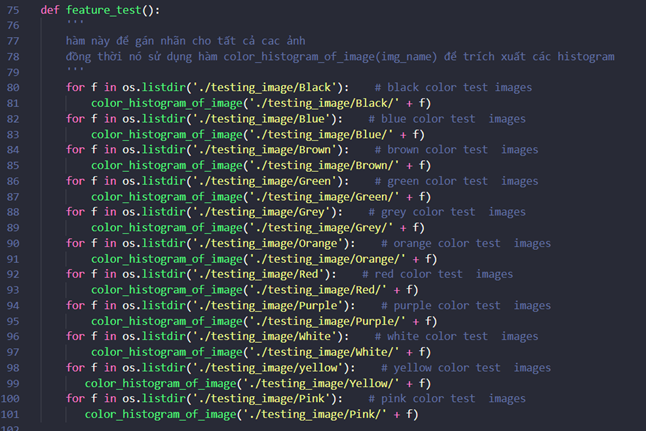 75 def feature_test():
76     '''
77     hàm này để gán nhãn cho tất cả cac ảnh
78     đồng thời nó sử dụng hàm color_histogram_of_image(img_name) để trích xuất các histogram
79     '''
80     for f in os.listdir('./testing_image/Black'):    # black color test images
81         color_histogram_of_image('./testing_image/Black/' + f)
82     for f in os.listdir('./testing_image/Blue'):    # blue color test  images
83         color_histogram_of_image('./testing_image/Blue/' + f)
84     for f in os.listdir('./testing_image/Brown'):    # brown color test  images
85         color_histogram_of_image('./testing_image/Brown/' + f)
86     for f in os.listdir('./testing_image/Green'):    # green color test  images
87         color_histogram_of_image('./testing_image/Green/' + f)
88     for f in os.listdir('./testing_image/Grey'):    # grey color test  images
89         color_histogram_of_image('./testing_image/Grey/' + f)
90     for f in os.listdir('./testing_image/Orange'):    # orange color test  images
91         color_histogram_of_image('./testing_image/Orange/' + f)
92     for f in os.listdir('./testing_image/Red'):    # red color test  images
93         color_histogram_of_image('./testing_image/Red/' + f)
94     for f in os.listdir('./testing_image/Purple'):    # purple color test  images
95         color_histogram_of_image('./testing_image/Purple/' + f)
96     for f in os.listdir('./testing_image/White'):    # white color test  images
97         color_histogram_of_image('./testing_image/White/' + f)
98     for f in os.listdir('./testing_image/yellow'):    # yellow color test  images
99        color_histogram_of_image('./testing_image/Yellow/' + f)
100     for f in os.listdir('./testing_image/Pink'):    # pink color test  images
101        color_histogram_of_image('./testing_image/Pink/' + f)
102